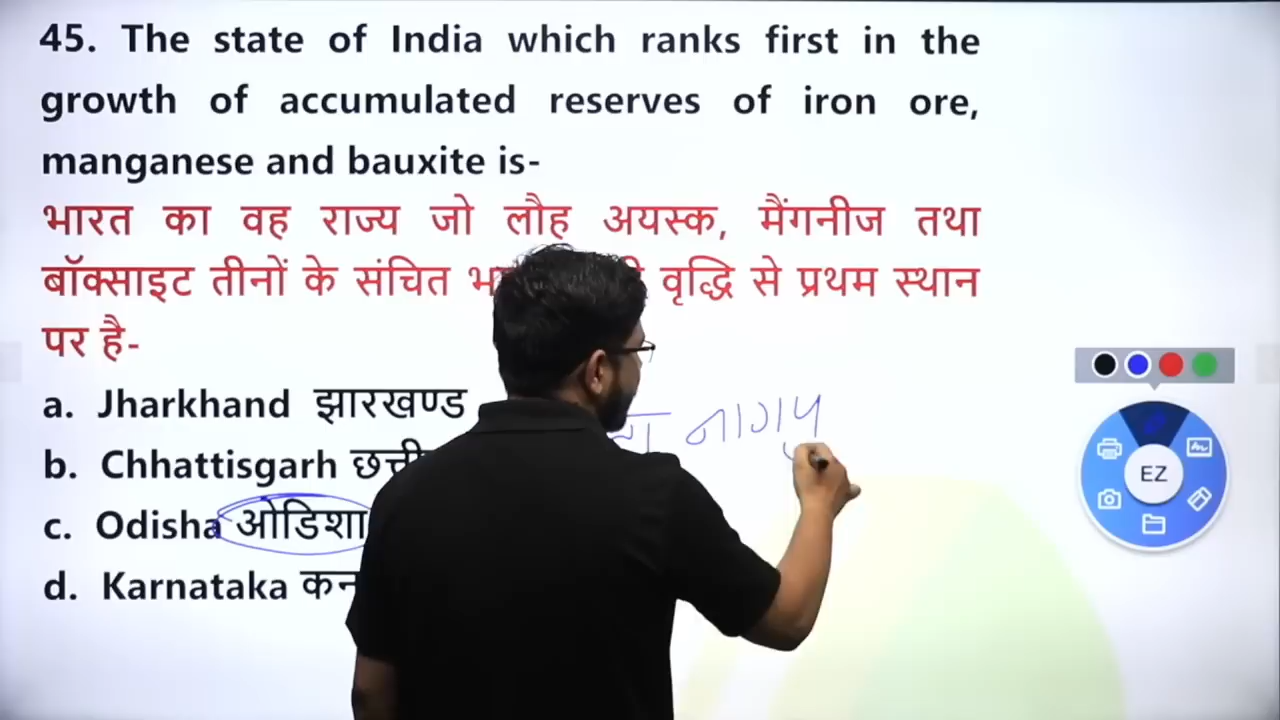 45. The state of India which ranks first in the
growth of accumulated reserves of iron ore,
manganese and bauxite is-
भारत का वह राज्य जो लौह अयस्क, मैंगनीज तथा
बॉक्साइट तीनों के संचित वृद्धि से प्रथम स्थान
पर है-
a. Jharkhand झारखण्ड
नागपु
b. Chhattisgarh
c. Odisha ओडिशा
d. Karnataka
EZ